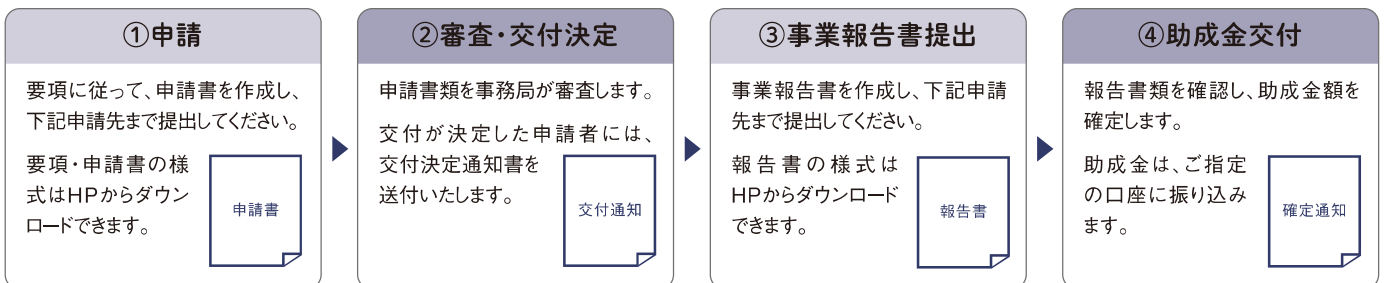 ①申請
要項に従って、申請書を作成し、
下記申請先まで提出してください。
要項・申請書の様
式はHPからダウン
ロードできます。
申請書
②審査・交付決定
申請書類を事務局が審査します。
交付が決定した申請者には、
交付決定通知書を
送付いたします。
交付通知
③事業報告書提出
事業報告書を作成し、下記申請
先まで提出してください。
報告書の様式は
HPからダウンロード
できます。
報告書
④助成金交付
報告書類を確認し、助成金額を
確定します。
助成金は、ご指定
の口座に振り込み
ます。
確定通知